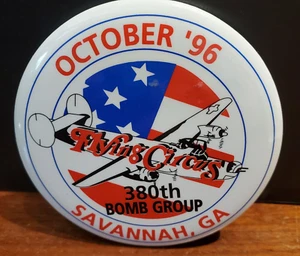 OCTOBER '96
Flying Circus
380th
BOMB GROUP
SAVANNAH, GA